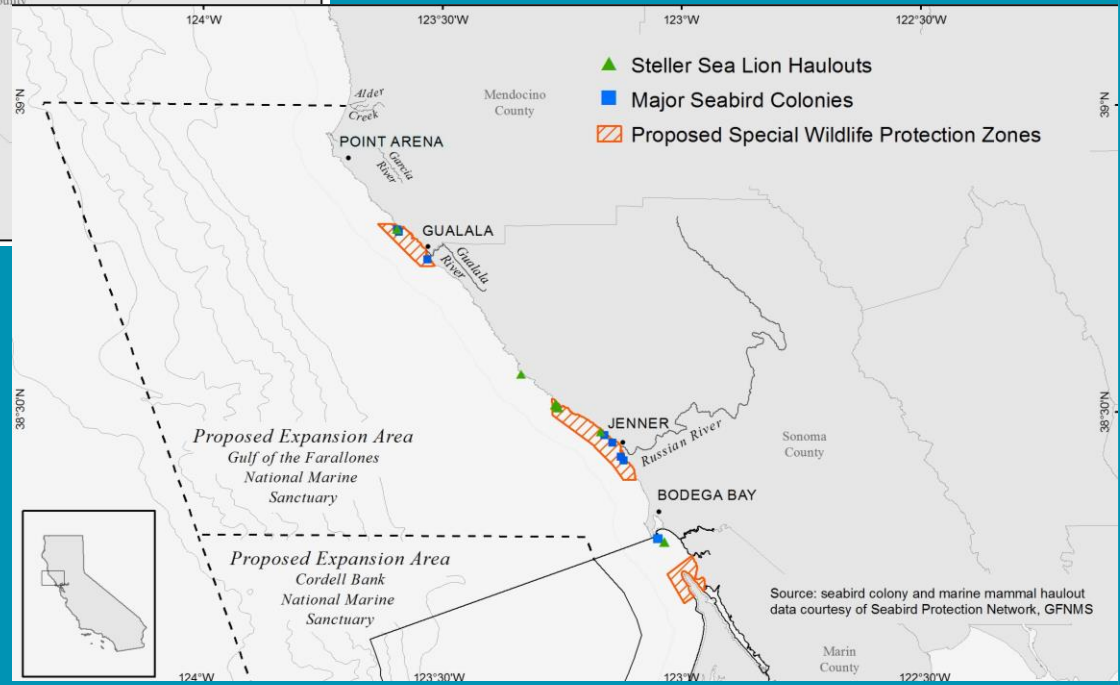 County
124°W
123°30'W
123°W
122°30'W
39°N
39°N
Steller Sea Lion Haulouts
Major Seabird Colonies
Proposed Special Wildlife Protection Zones
Alder
Creek
Mendocino
County
POINT ARENA
Garcia
River
GUALALA
Gualala
River
38°30'N
38°30'N
JENNER
Russian River
Sonoma
County
Proposed Expansion Area
Gulf of the Farallones
National Marine
Sanctuary
BODEGA BAY
Proposed Expansion Area
Cordell Bank
National Marine
Sanctuary
Source: seabird colony and marine mammal haulout
data courtesy of Seabird Protection Network, GFNMS
Marin
County
124°W
123°30'W
123°W
122°30'W